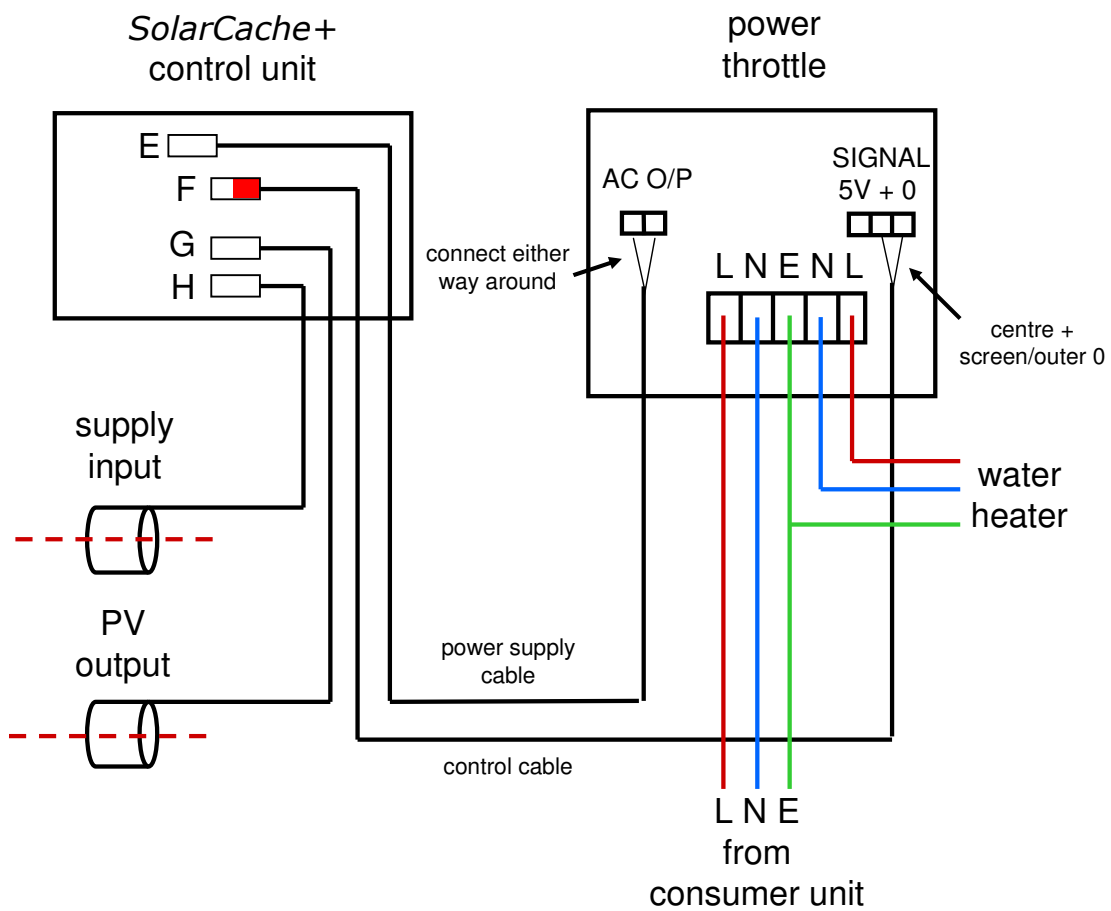 SolarCache+
control unit
power
throttle
E
F
G
H
AC O/P
SIGNAL
5V + 0
connect either
way around
L N E N L
centre +
screen/outer 0
supply
input
water
heater
PV
output
power supply
cable
control cable
L N E
from
consumer unit